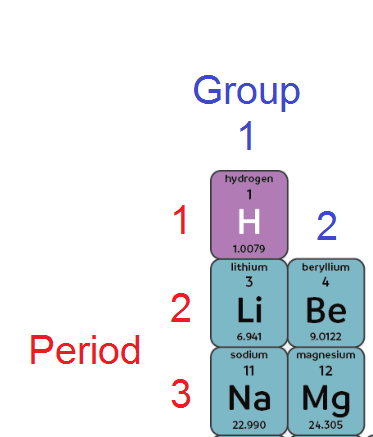 Group
1
hydrogen
1
1
H
2
1.0079
lithium
beryllium
3
4
2
Li
Be
6.941
9.0122
Period
sodium
magnesium
11
12
3
Na
Mg
22.990
24.305